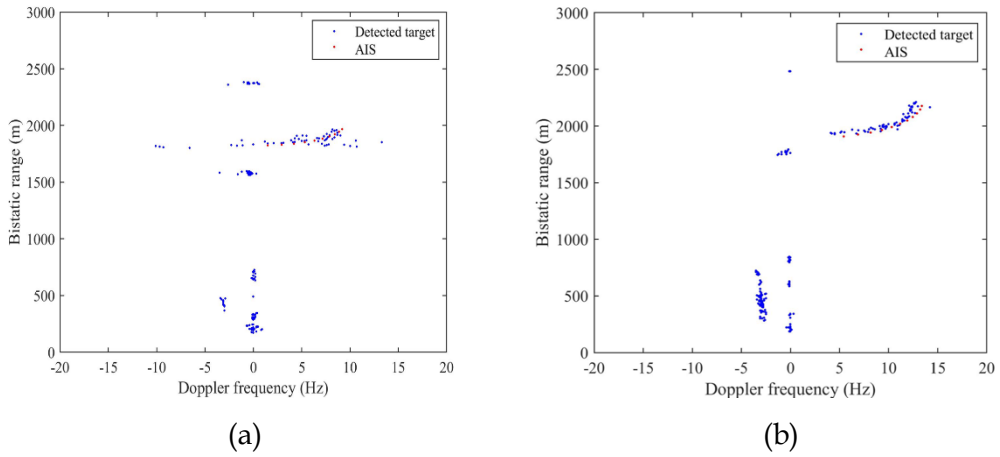 3000
2500
2000
1500
1000
500
0
-20 -15 -10 -5 0 5 10 15 20
Bistatic range (m)
Doppler frequency (Hz)
Detected target
AIS
(a)
3000
2500
2000
1500
1000
500
0
-20 -15 -10 -5 0 5 10 15 20
Bistatic range (m)
Doppler frequency (Hz)
Detected target
AIS
(b)